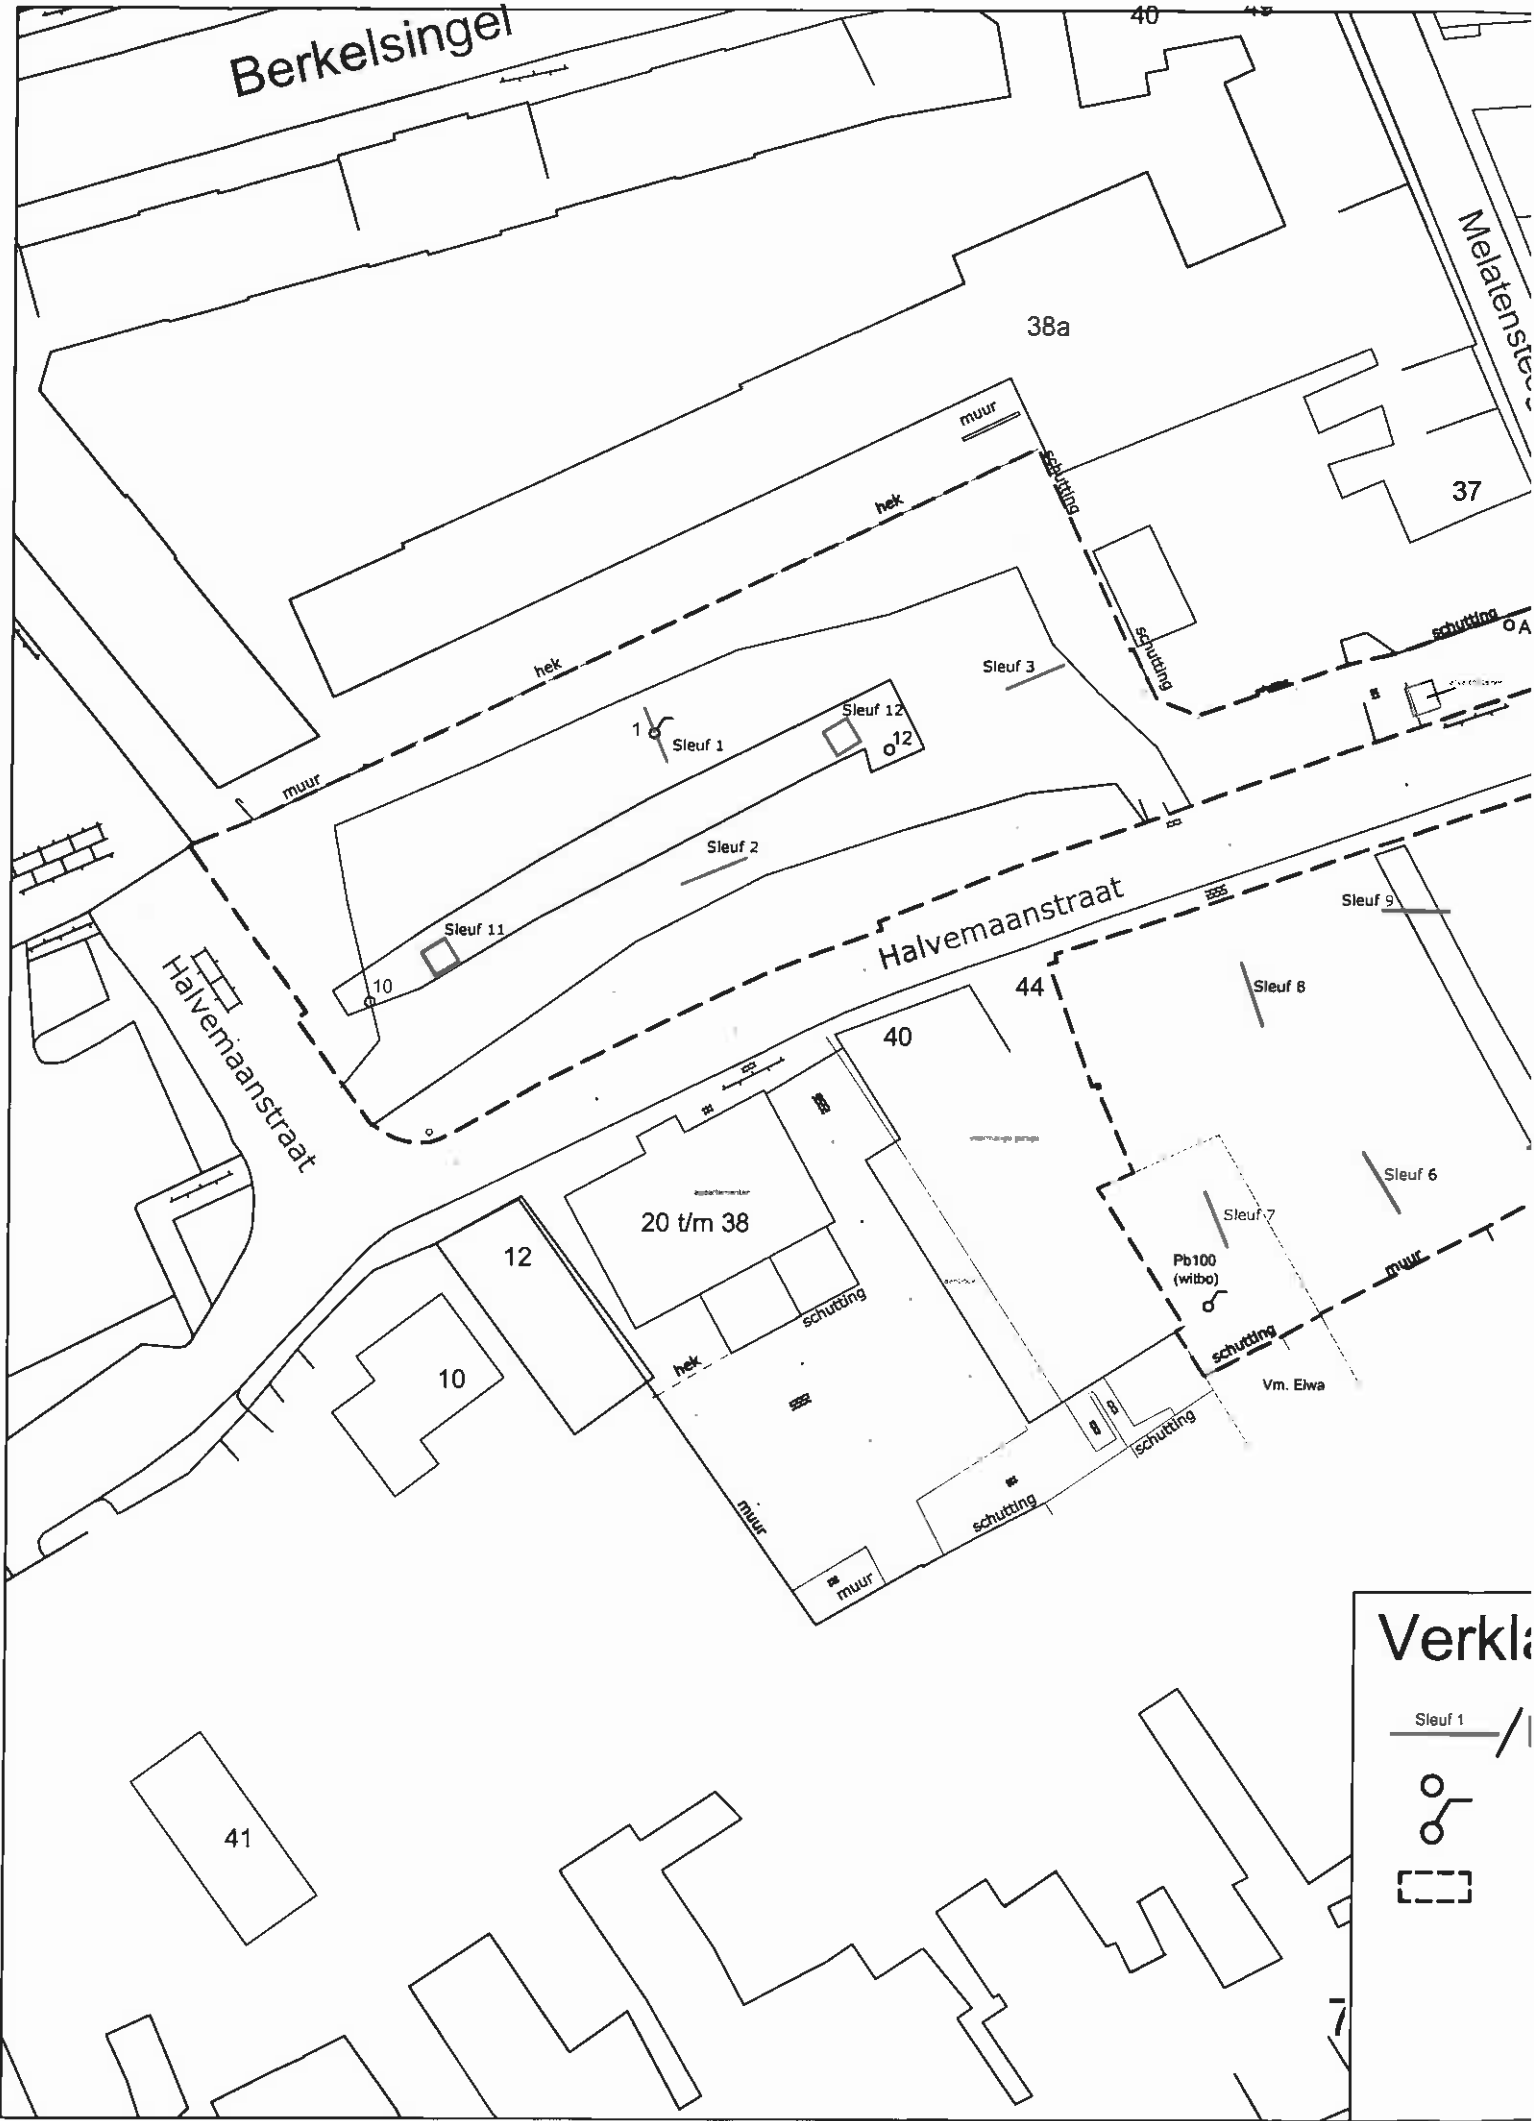 Berkelsingel
40
38a
muur
schutting
hek
37
hek
schutting
schutting
Sleuf 3
Sleuf 12
12
1
Sleuf 1
muur
Sleuf 2
Halvemaanstraat
Sleuf 9
Sleuf 11
10
Halvemaanstraat
44
40
Sleuf 8
Sleuf 6
Sleuf 7
20 t/m 38
12
Pb100
(witbo)
muur
schutting
schutting
hek
Vm. Elwa
10
schutting
muur
schutting
muur
Sleuf 1
41
7